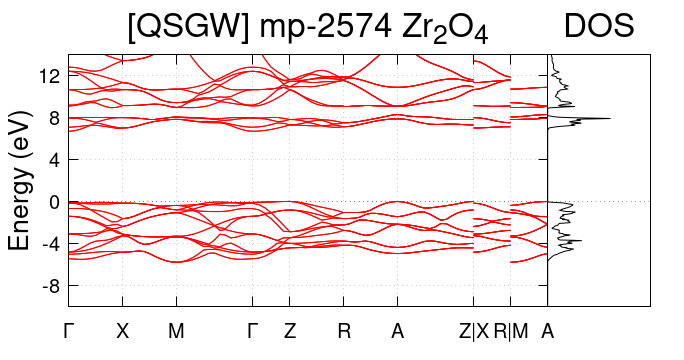 [QSGW] mp-2574 Zr₂O₄ DOS
Energy (eV)
12
8
4
0
-4
-8
Γ X M Γ Z R A Z|X R|M A